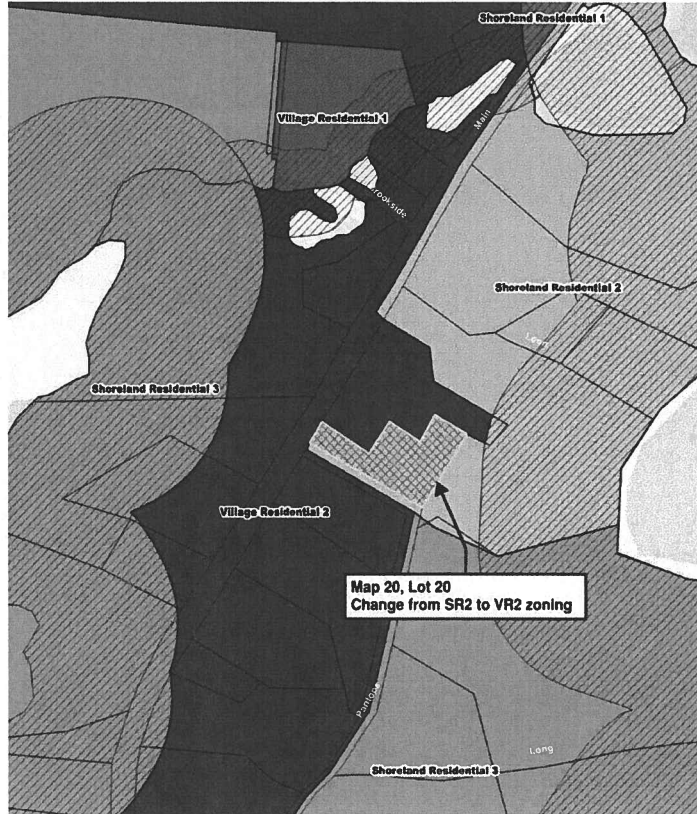 Shoreland Residential 1
Village Residential 1
Main
Brookside
Shoreland Residential 2
Shoreland Residential 3
Village Residential 2
Map 20, Lot 20
Change from SR2 to VR2 zoning
Long
Shoreland Residential 3